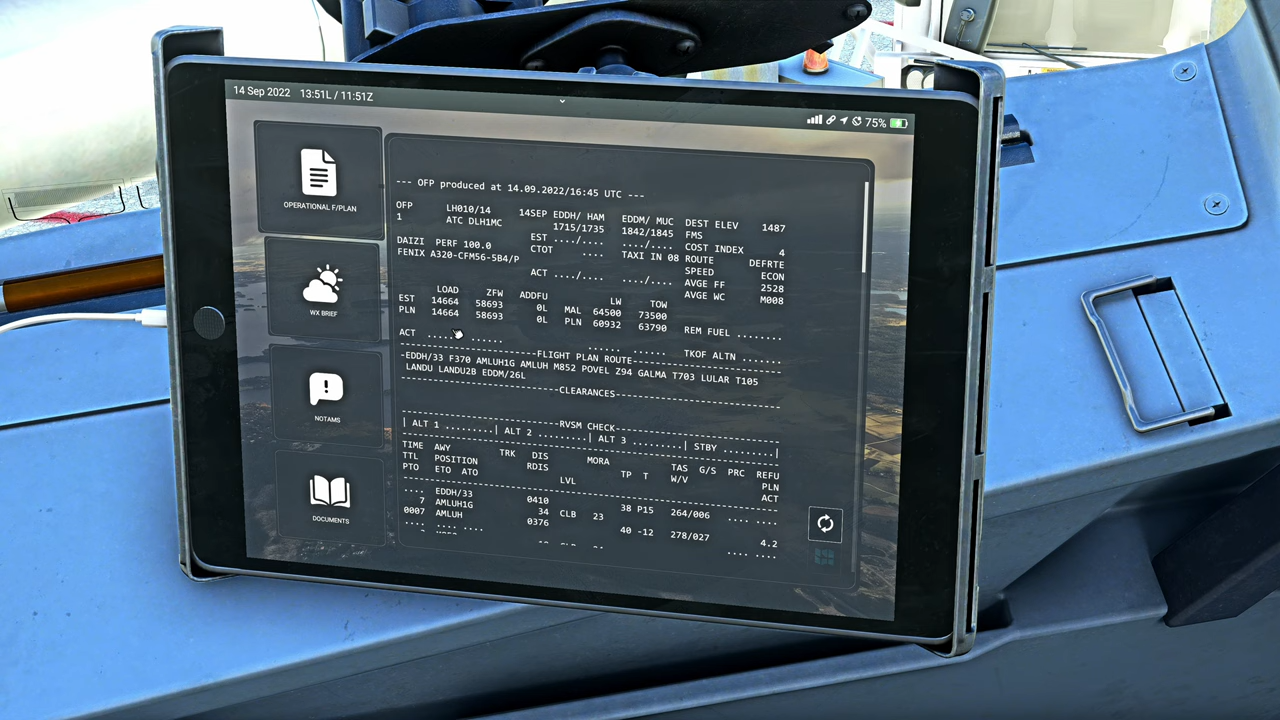 14 Sep 2022 13:51L / 11:51Z
75%
OPERATIONAL F/PLAN
WX BRIEF
NOTAMS
DOCUMENTS
--- OFP produced at 14.09.2022/16:45 UTC ---
OFP LH010/14 14SEP EDDH/ HAM EDDM/ MUC DEST ELEV 1487
1 ATC DLH1MC 1715/1735 1842/1845 FMS
EST ..../.... ..../.... COST INDEX 4
DAIZI PERF 100.0 CTOT .... TAXI IN 08 ROUTE DEFRTE
FENIX A320-CFM56-5B4/P SPEED ECON
ACT ..../.... ..../.... AVGE FF 2528
AVGE WC M008
LOAD ZFW ADDFU LW TOW
EST 14664 58693 0L MAL 64500 73500
PLN 14664 58693 0L PLN 60932 63790 REM FUEL ........
ACT ...... ...... ...... ...... TKOF ALTN ........
--------------------FLIGHT PLAN ROUTE--------------------
-EDDH/33 F370 AMLUH1G AMLUH M852 POVEL Z94 GALMA T703 LULAR T105
LANDU LANDU2B EDDM/26L
--------------------CLEARANCES--------------------
--------------------RVSM CHECK--------------------
| ALT 1 .........| ALT 2 .........| ALT 3 .........| STBY .........|
TIME AWY TRK DIS MORA TAS G/S PRC REFU
TTL POSITION RDIS TP T W/V PLN
PTO ETO ATO LVL ACT
.... EDDH/33 0410
7 AMLUH1G 34 CLB 23 38 P15 264/006 .... ....
0007 AMLUH 0376 40 -12 278/027 4.2
.... .... .... .... ....